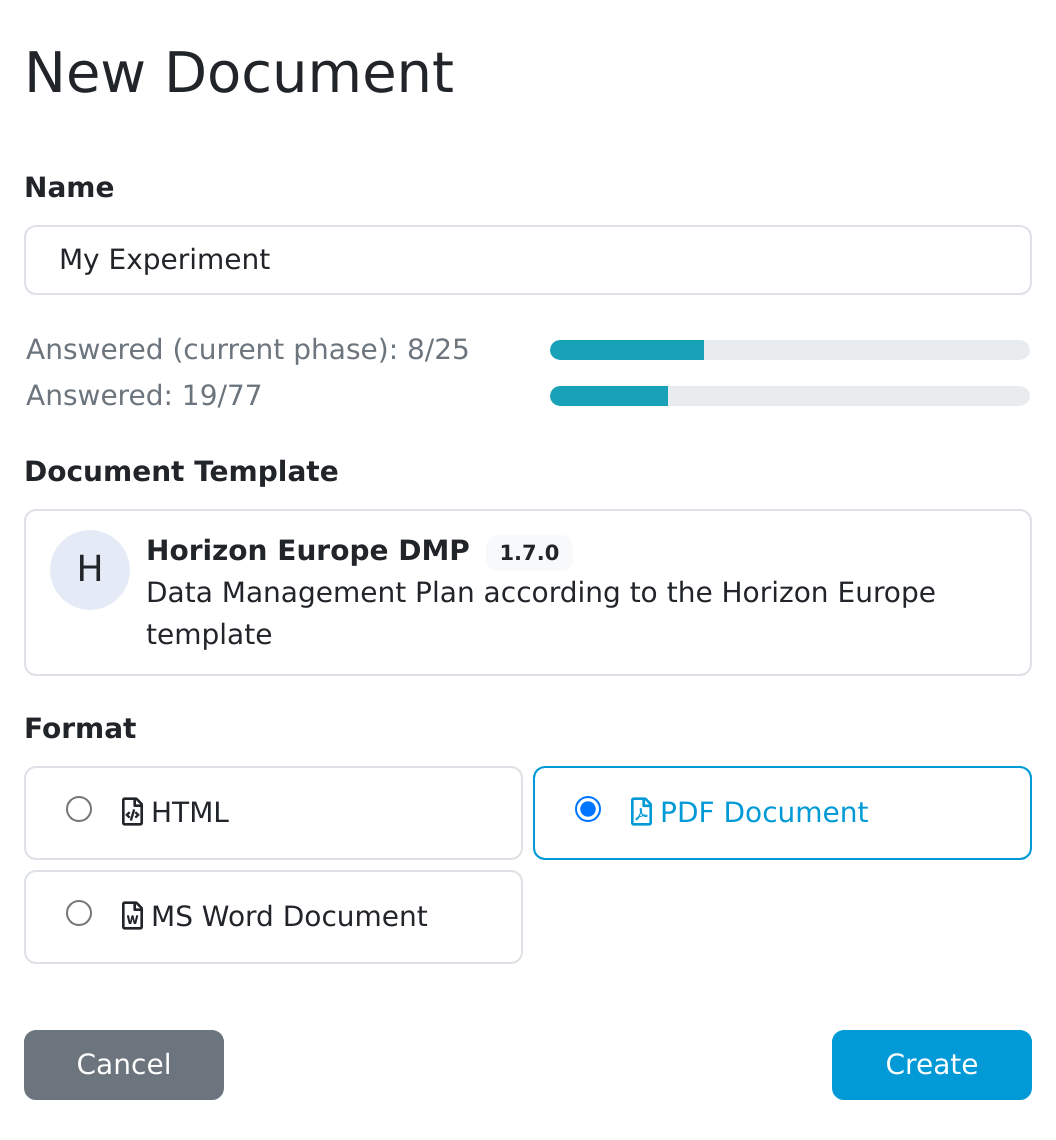 New Document
Name
My Experiment
Answered (current phase): 8/25
Answered: 19/77
Document Template
H
Horizon Europe DMP 1.7.0
Data Management Plan according to the Horizon Europe
template
Format
HTML
PDF Document
MS Word Document
Cancel
Create